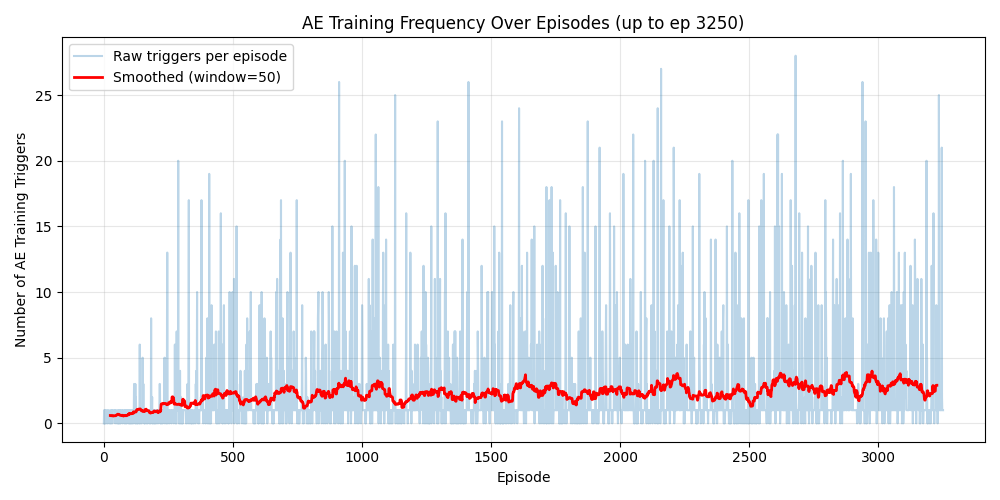 AE Training Frequency Over Episodes (up to ep 3250)
Raw triggers per episode
Smoothed (window=50)
Number of AE Training Triggers
25
20
15
10
5
0
0 500 1000 1500 2000 2500 3000
Episode